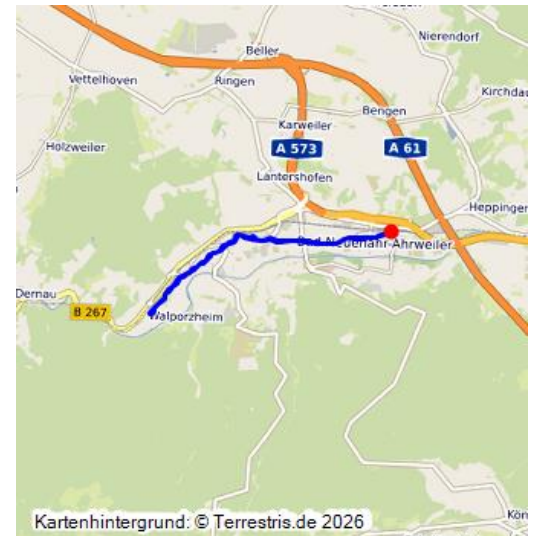 Nierendorf
Beller
Vettelhoven
Ringen
Kirchdau
Bengen
Karweiler
A 573
A 61
Holzweiler
Lantershofen
Heppingen
Bad Neuenahr-Ahrweiler
Dernau
B 267
Walporzheim
Kartenhintergrund: © Terrestris.de 2026
Kön